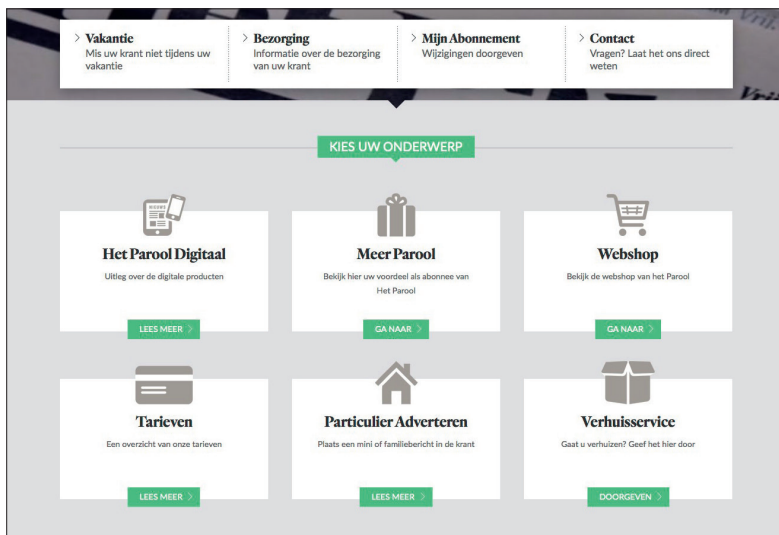 > Vakantie
Mis uw krant niet tijdens uw
vakantie
> Bezorging
Informatie over de bezorging
van uw krant
> Mijn Abonnement
Wijzigingen doorgeven
> Contact
Vragen? Laat het ons direct
weten
Vrij
KIES UW ONDERWERP
NIEUWS
Het Parool Digitaal
Uitleg over de digitale producten
LEES MEER >
Meer Parool
Bekijk hier uw voordeel als abonnee van
Het Parool
GA NAAR >
Webshop
Bekijk de webshop van het Parool
GA NAAR >
Tarieven
Een overzicht van onze tarieven
LEES MEER >
Particulier Adverteren
Plaats een mini of familiebericht in de krant
LEES MEER >
Verhuisservice
Gaat u verhuizen? Geef het hier door
DOORGEVEN >